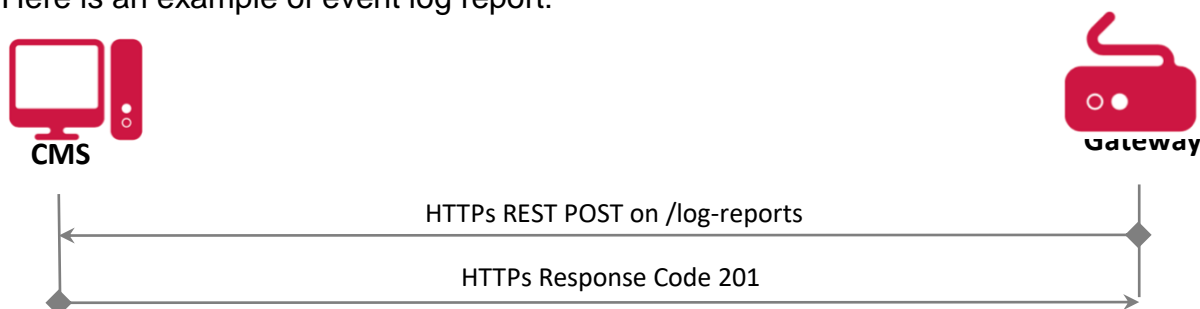 Here is an example of event log report:
CMS
Gateway
HTTPs REST POST on /log-reports
HTTPs Response Code 201